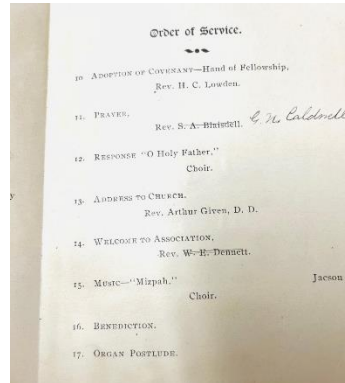 Order of Service.
10. Adoption of Covenant—Hand of Fellowship,
Rev. H. C. Lowden.
11. Prayer,
Rev. S. A. Blaisdell. G. N. Caldwell
12. Response "O Holy Father,"
Choir.
13. Address to Church,
Rev. Arthur Given, D. D.
14. Welcome to Association,
Rev. W. H. Dennett.
15. Music—"Mizpah," Jacson
Choir.
16. Benediction.
17. Organ Postlude.
y